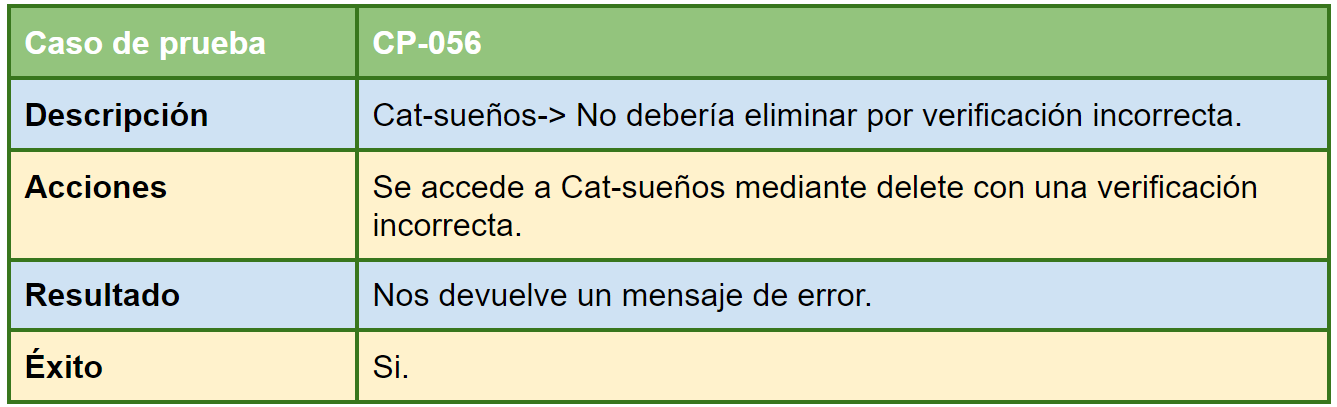 Caso de prueba CP-056
Descripción Cat-sueños-> No debería eliminar por verificación incorrecta.
Acciones Se accede a Cat-sueños mediante delete con una verificación
incorrecta.
Resultado Nos devuelve un mensaje de error.
Éxito Si.